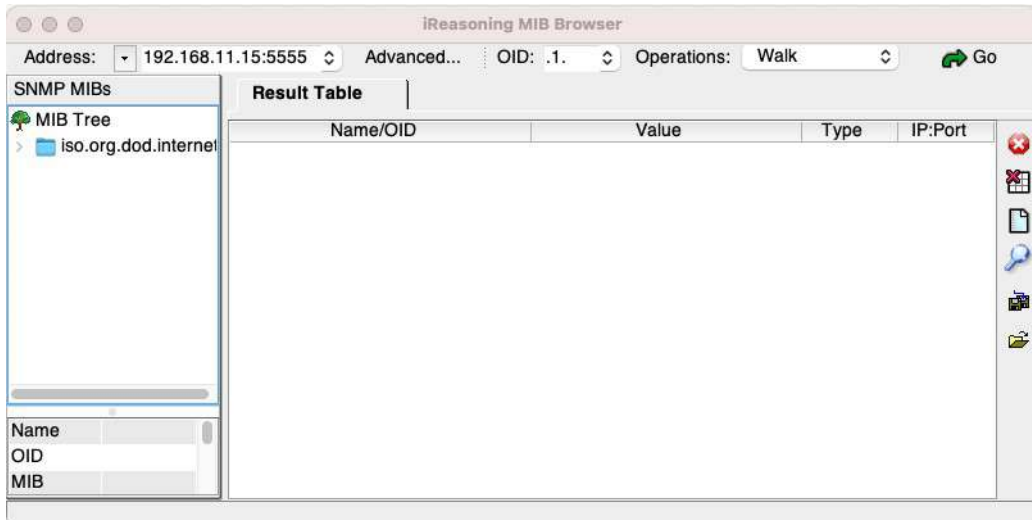 iReasoning MIB Browser
Address: 192.168.11.15:5555 Advanced... OID: .1. Operations: Walk Go
SNMP MIBs
Result Table
MIB Tree
iso.org.dod.internet
Name/OID Value Type IP:Port
Name
OID
MIB